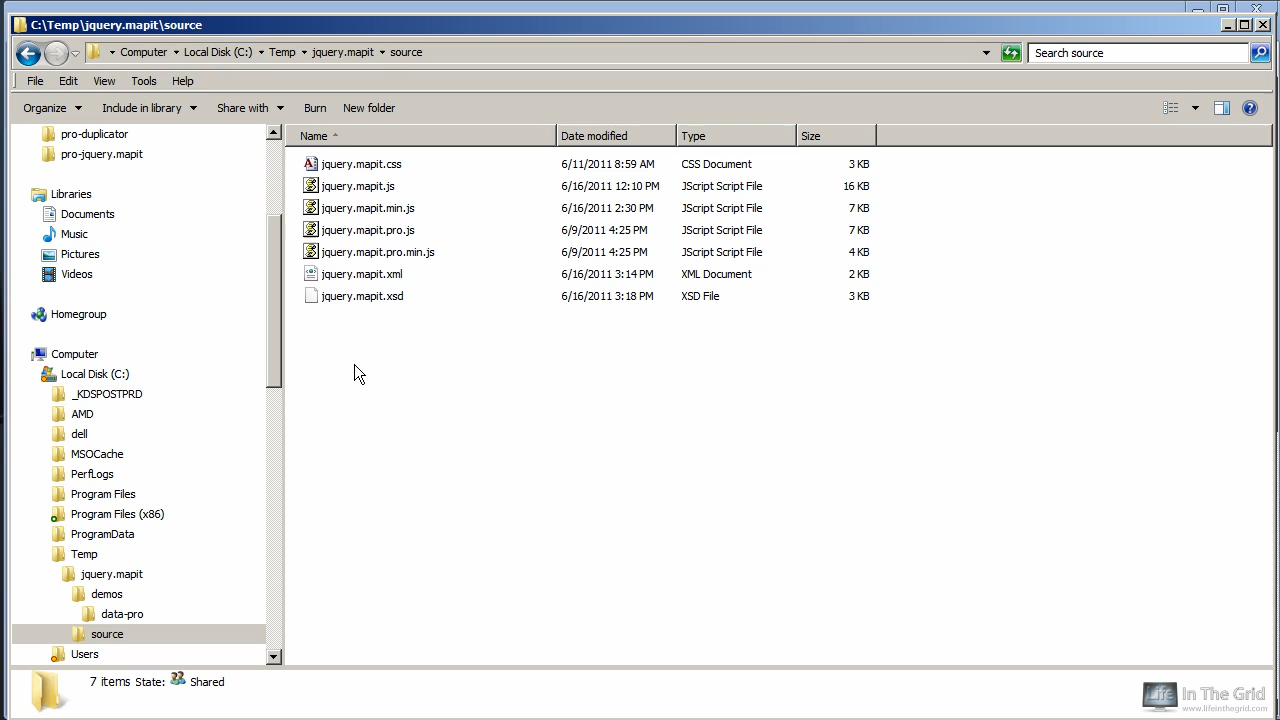 C:\Temp\jquery.mapit\source
Computer Local Disk (C:) Temp jquery.mapit source
Search source
File Edit View Tools Help
Organize Include in library Share with Burn New folder
pro-duplicator
pro-jquery.mapit
Libraries
Documents
Music
Pictures
Videos
Homegroup
Computer
Local Disk (C:)
_KDSPOSTPRD
AMD
dell
MSOCache
PerfLogs
Program Files
Program Files (x86)
ProgramData
Temp
jquery.mapit
demos
data-pro
source
Users
Name Date modified Type Size
jquery.mapit.css 6/11/2011 8:59 AM CSS Document 3 KB
jquery.mapit.js 6/16/2011 12:10 PM JScript Script File 16 KB
jquery.mapit.min.js 6/16/2011 2:30 PM JScript Script File 7 KB
jquery.mapit.pro.js 6/9/2011 4:25 PM JScript Script File 7 KB
jquery.mapit.pro.min.js 6/9/2011 4:25 PM JScript Script File 4 KB
jquery.mapit.xml 6/16/2011 3:14 PM XML Document 2 KB
jquery.mapit.xsd 6/16/2011 3:18 PM XSD File 3 KB
7 items State: Shared
Life In The Grid
www.lifeinthegrid.com